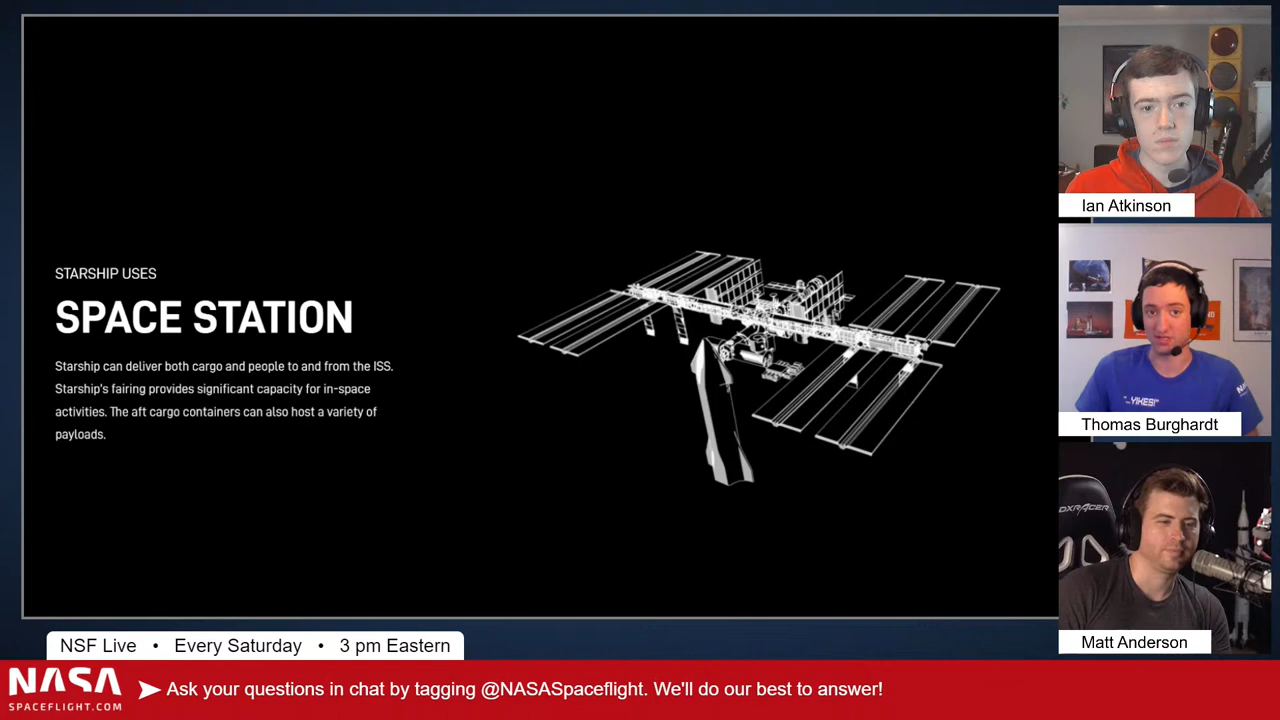 STARSHIP USES
SPACE STATION
Starship can deliver both cargo and people to and from the ISS.
Starship's fairing provides significant capacity for in-space
activities. The aft cargo containers can also host a variety of
payloads.
Ian Atkinson
Thomas Burghardt
YIKES!
DXRACER
Matt Anderson
NSF Live • Every Saturday • 3 pm Eastern
NASA
SPACEFLIGHT.COM
Ask your questions in chat by tagging @NASASpaceflight. We'll do our best to answer!